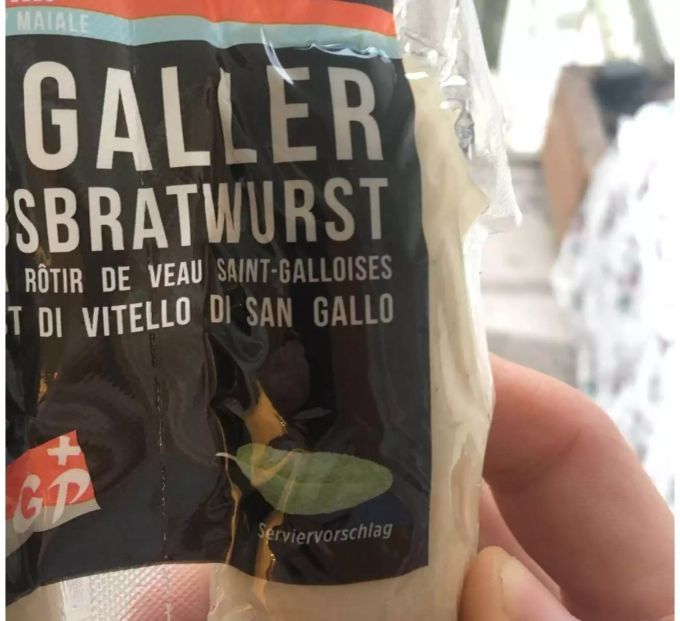 MAIALE
GALLER
SBRATWURST
RÔTIR DE VEAU SAINT-GALLOISES
T DI VITELLO DI SAN GALLO
GP
Serviervorschlag